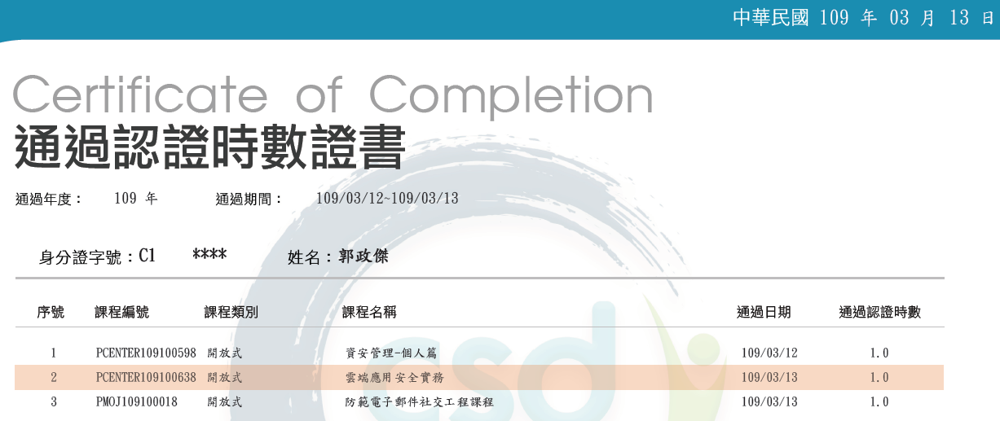 中華民國 109 年 03 月 13 日
Certificate of Completion
通過認證時數證書
通過年度： 109 年 通過期間： 109/03/12~109/03/13
身分證字號：C1 **** 姓名：郭政傑
序號 課程編號 課程類別 課程名稱 通過日期 通過認證時數
1 PCENTER109100598 開放式 資安管理-個人篇 109/03/12 1.0
2 PCENTER109100638 開放式 雲端應用安全實務 109/03/13 1.0
3 PMOJ109100018 開放式 防範電子郵件社交工程課程 109/03/13 1.0
csd